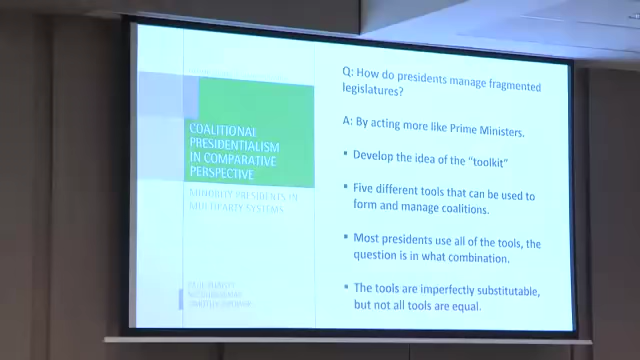 COALITIONAL
PRESIDENTIALISM
IN COMPARATIVE
PERSPECTIVE
MINORITY PRESIDENTS IN
MULTIPARTY SYSTEMS
Q: How do presidents manage fragmented
legislatures?
A: By acting more like Prime Ministers.
▪ Develop the idea of the “toolkit”
▪ Five different tools that can be used to
form and manage coalitions.
▪ Most presidents use all of the tools, the
question is in what combination.
▪ The tools are imperfectly substitutable,
but not all tools are equal.